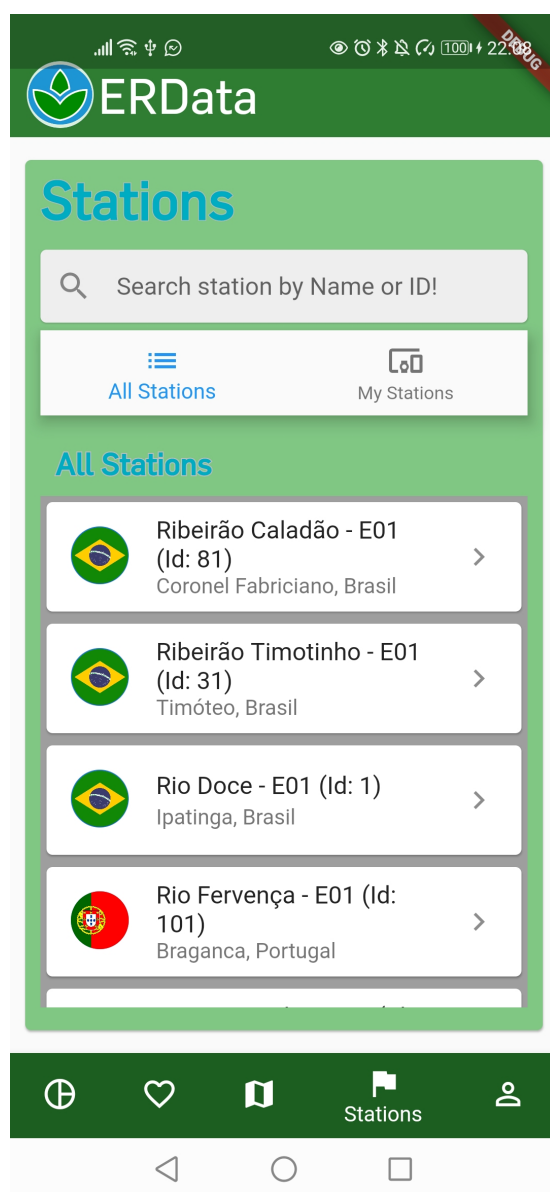 100 22:08
DEBUG
ERData
Stations
Search station by Name or ID!
All Stations
My Stations
All Stations
Ribeirão Caladão - E01
(Id: 81)
Coronel Fabriciano, Brasil
Ribeirão Timotinho - E01
(Id: 31)
Timóteo, Brasil
Rio Doce - E01 (Id: 1)
Ipatinga, Brasil
Rio Fervença - E01 (Id:
101)
Braganca, Portugal
Stations